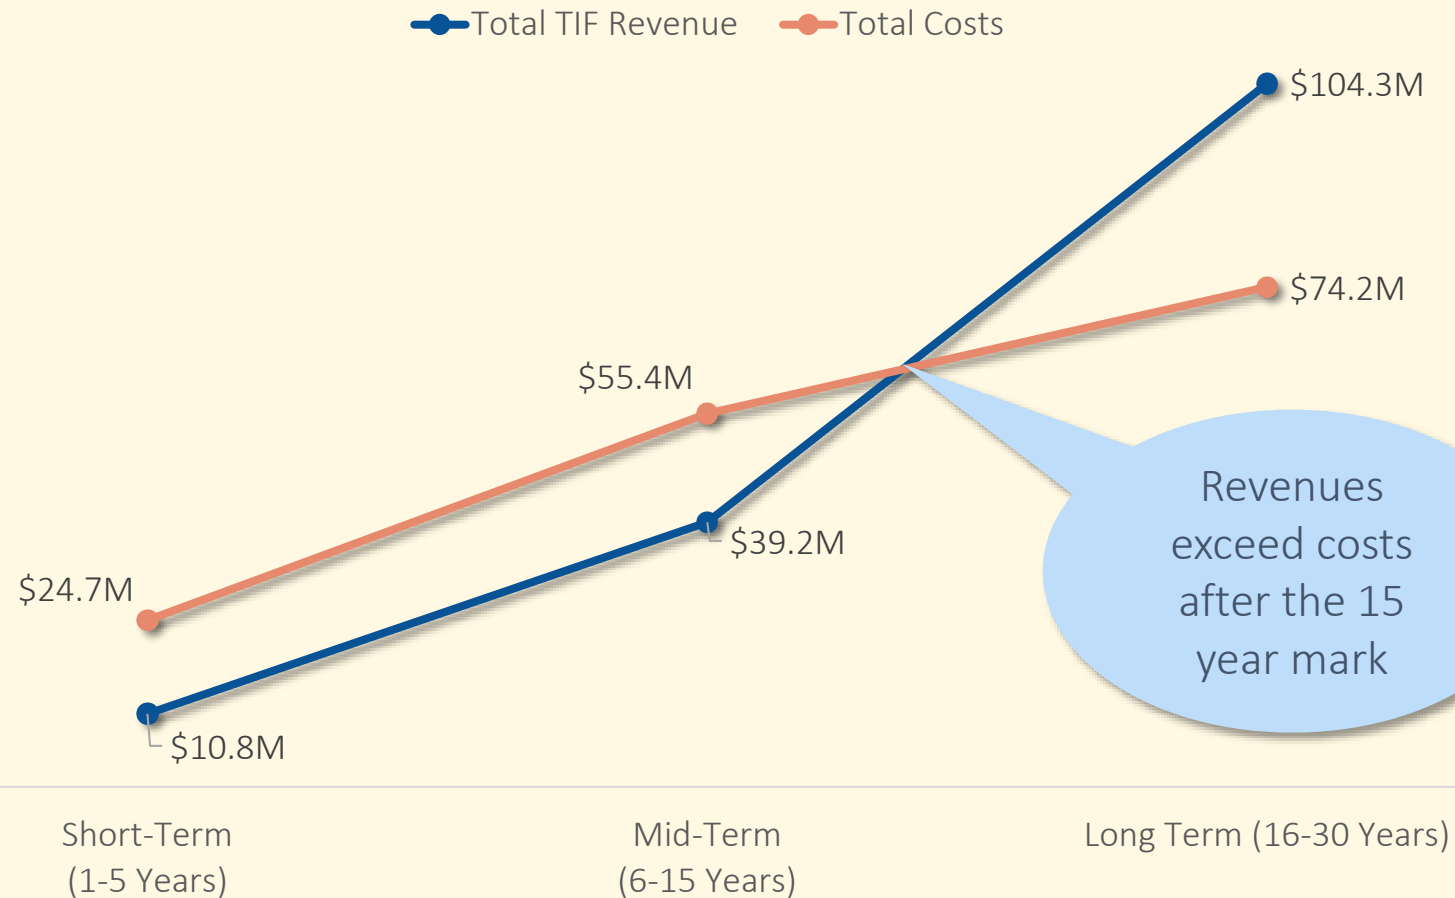 Total TIF Revenue
Total Costs
$104.3M
$74.2M
$55.4M
$39.2M
$24.7M
$10.8M
Revenues
exceed costs
after the 15
year mark
Short-Term
(1-5 Years)
Mid-Term
(6-15 Years)
Long Term (16-30 Years)